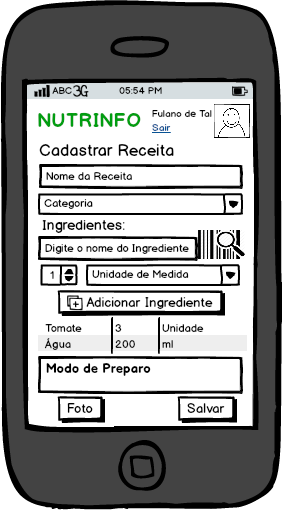 ABC 3G 05:54 PM
NUTRINFO
Fulano de Tal
Sair
Cadastrar Receita
Nome da Receita
Categoria
Ingredientes:
Digite o nome do Ingrediente
1 Unidade de Medida
Adicionar Ingrediente
Tomate 3 Unidade
Água 200 ml
Modo de Preparo
Foto Salvar